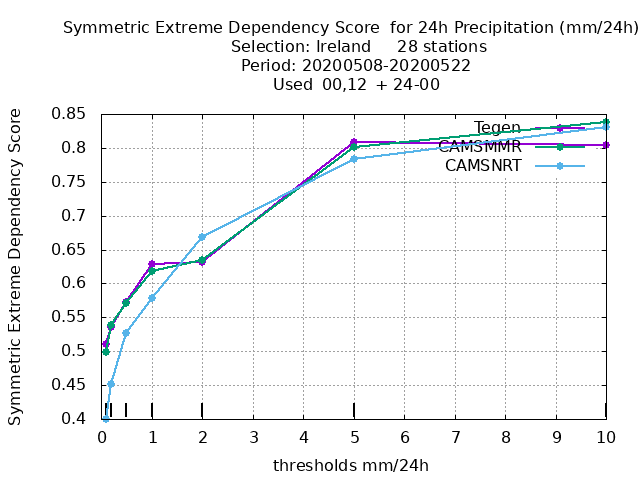 Symmetric Extreme Dependency Score  for 24h Precipitation (mm/24h)
Selection: Ireland     28 stations
Period: 20200508-20200522
Used  00,12  + 24-00
Symmetric Extreme Dependency Score
0.85
0.8
0.75
0.7
0.65
0.6
0.55
0.5
0.45
0.4
Tegen
CAMSMMR
CAMSNRT
0 1 2 3 4 5 6 7 8 9 10
thresholds mm/24h